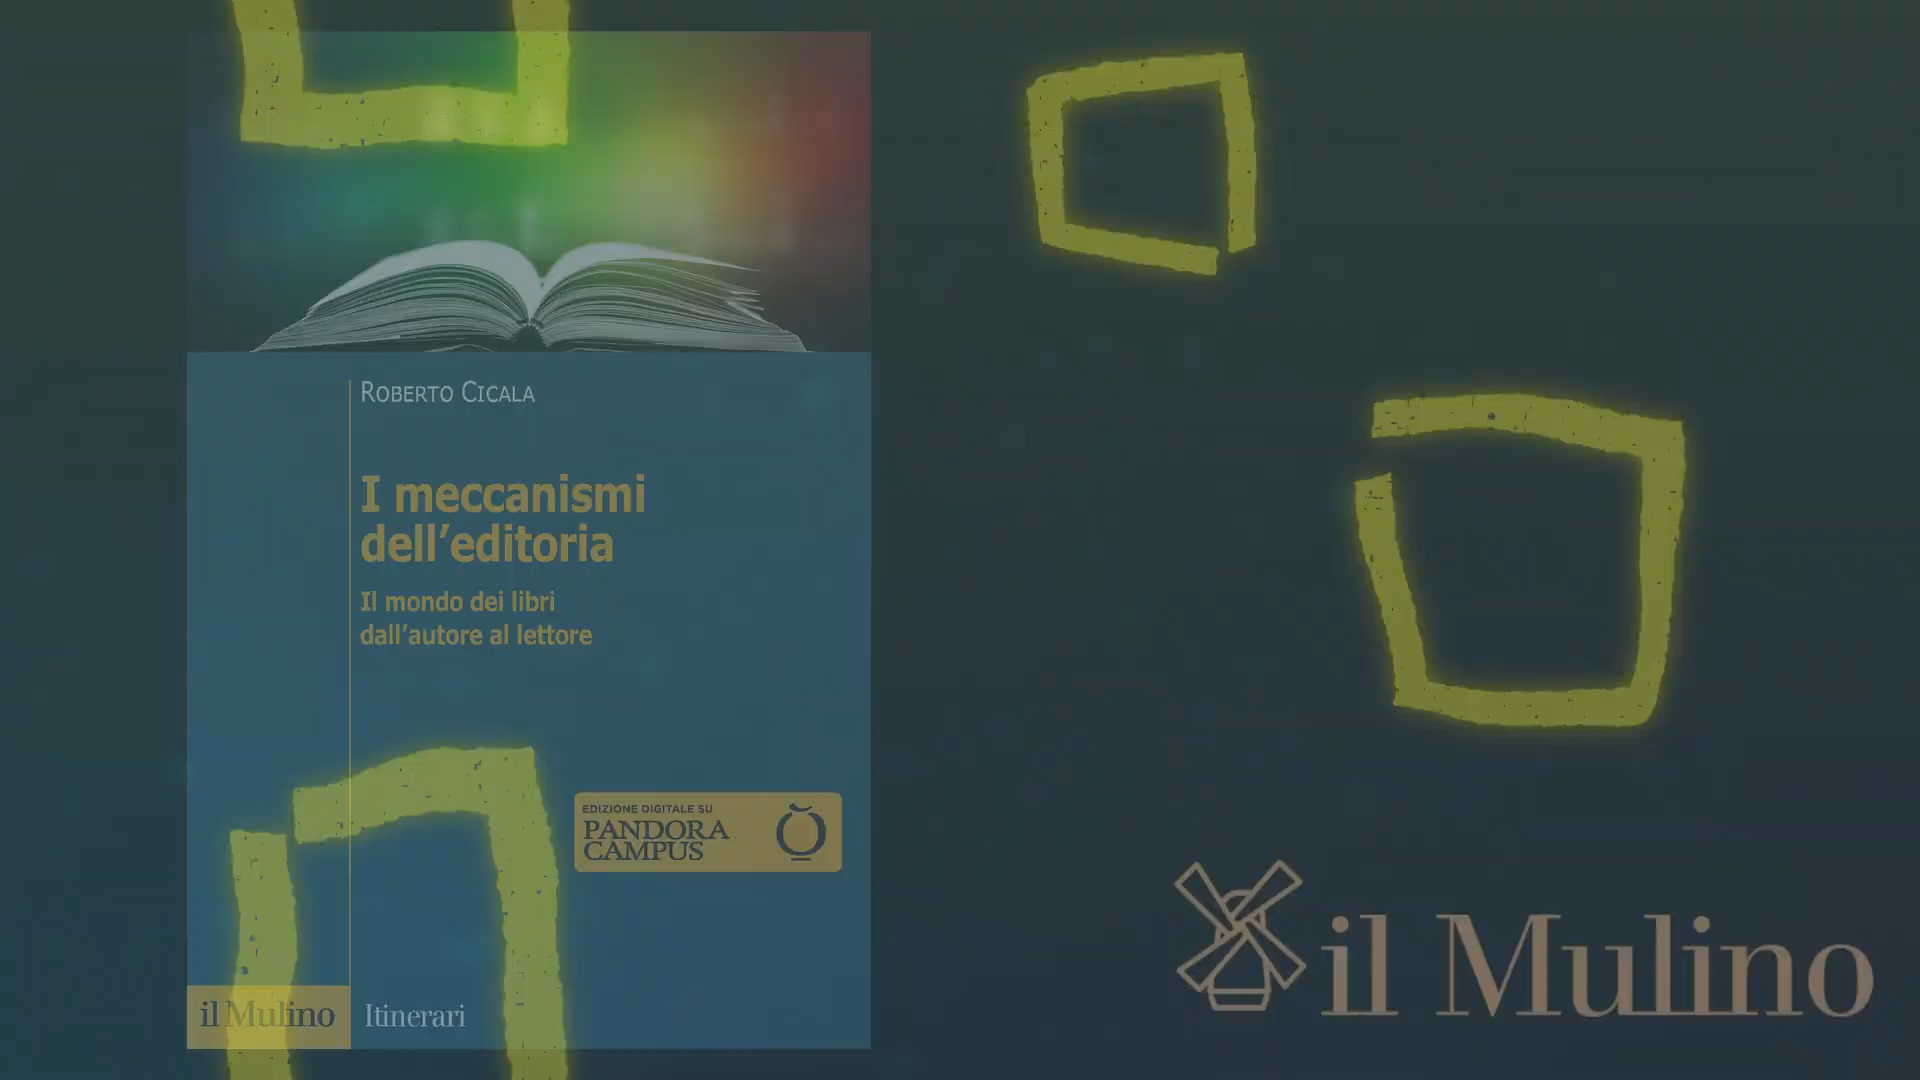 ROBERTO CICALA
I meccanismi
dell'editoria
Il mondo dei libri
dall'autore al lettore
EDIZIONE DIGITALE SU
PANDORA
CAMPUS
il Mulino
Itinerari
il Mulino